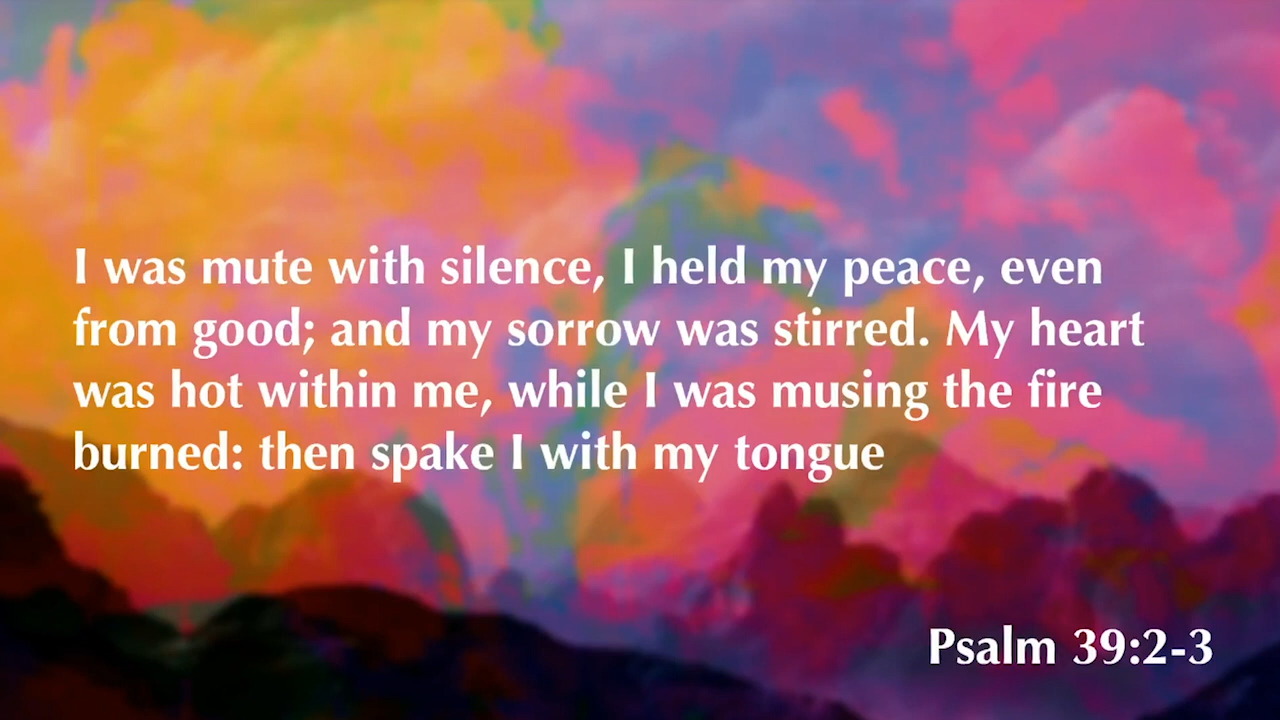 I was mute with silence, I held my peace, even
from good; and my sorrow was stirred. My heart
was hot within me, while I was musing the fire
burned: then spake I with my tongue
Psalm 39:2-3